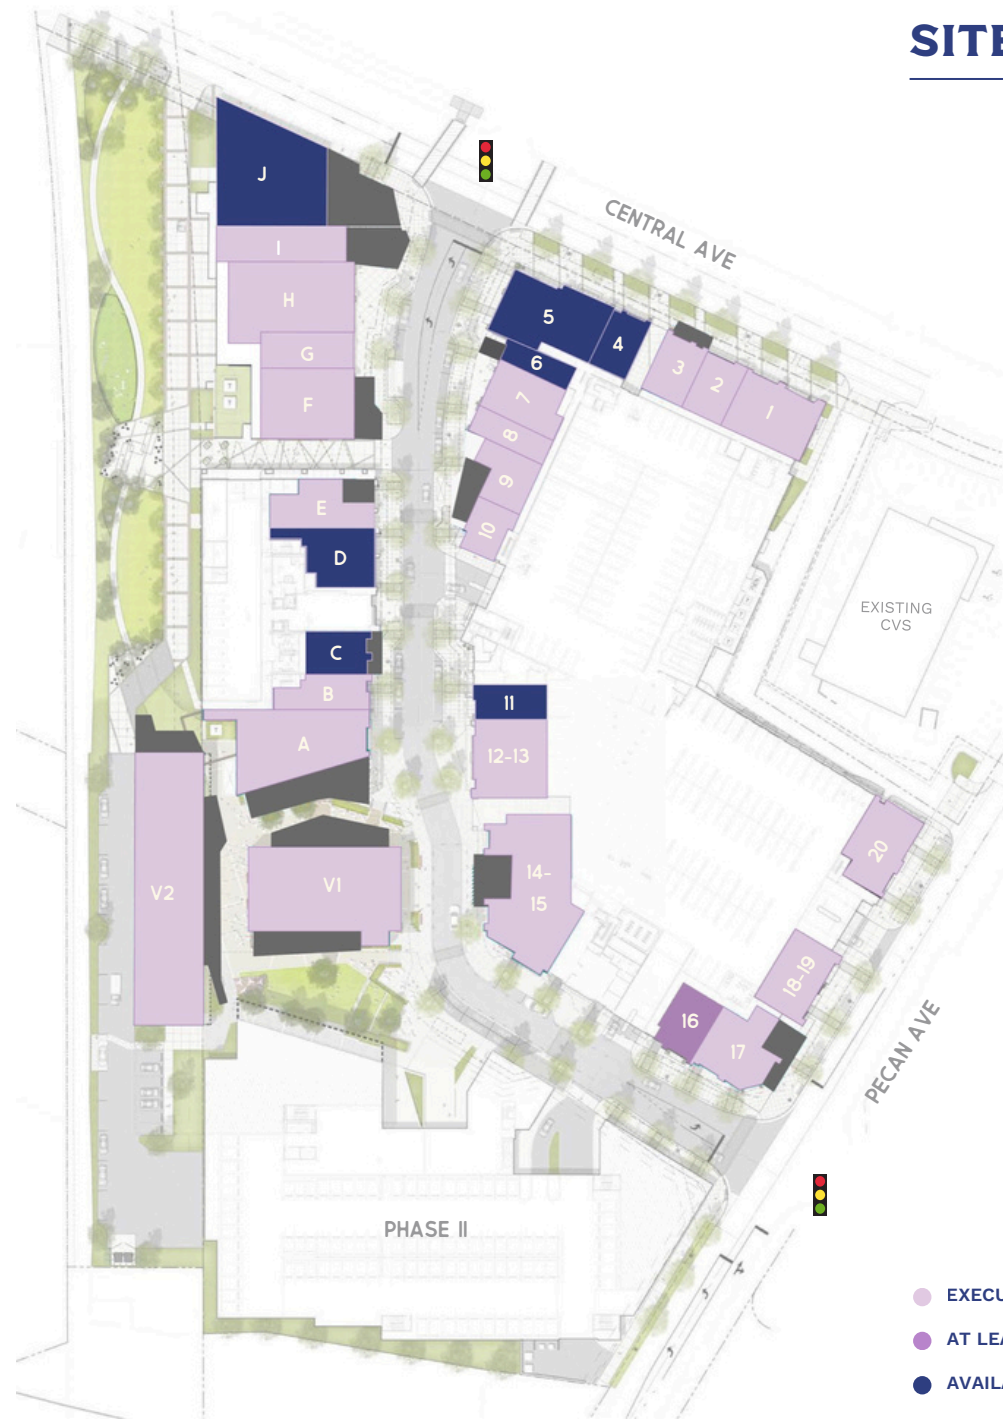 SITE
CENTRAL AVE
J
I
H
G
F
E
D
C
B
A
V2
V1
5
4
3
2
1
6
7
8
9
10
EXISTING
CVS
11
12-13
14-
15
20
18-19
16
17
PECAN AVE
PHASE II
EXECU
AT LEA
AVAILA